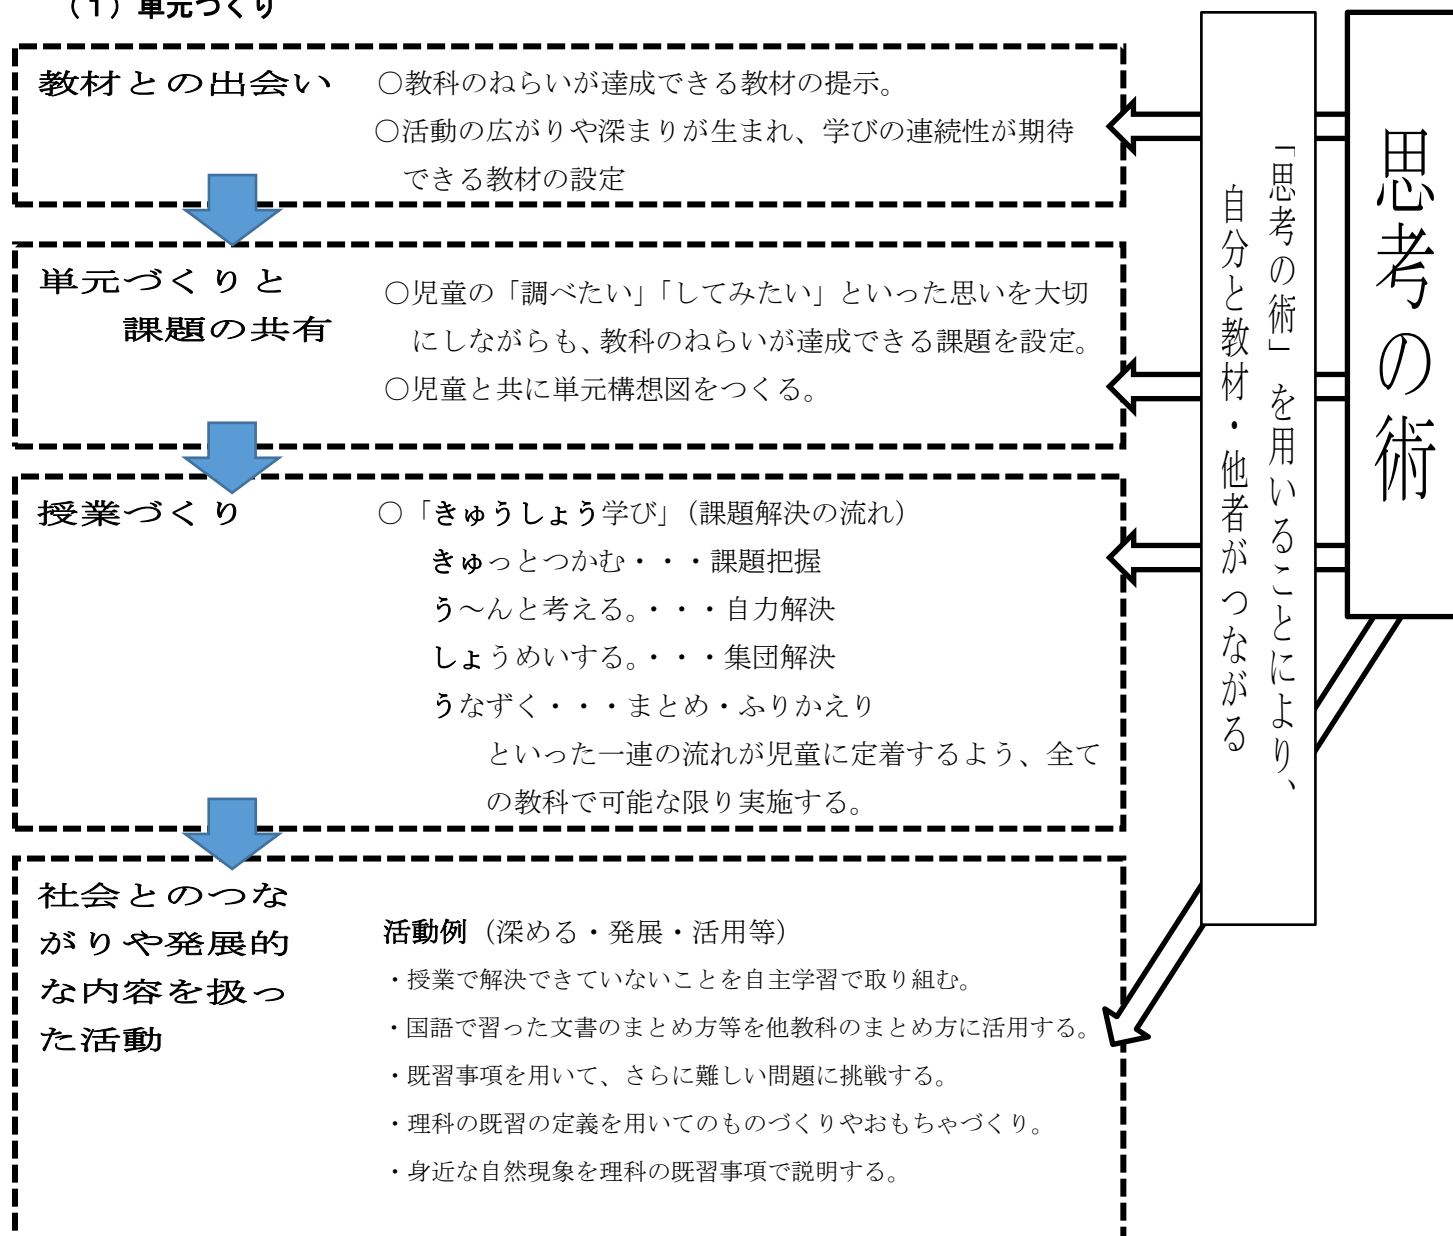 （１）単元づくり
教材との出会い
○教科のねらいが達成できる教材の提示。
○活動の広がりや深まりが生まれ、学びの連続性が期待
できる教材の設定
単元づくりと
課題の共有
○児童の「調べたい」「してみたい」といった思いを大切
にしながらも、教科のねらいが達成できる課題を設定。
○児童と共に単元構想図をつくる。
授業づくり
○「きゅうしょう学び」（課題解決の流れ）
きゅっとつかむ・・・課題把握
う～んと考える。・・・自力解決
しょうめいする。・・・集団解決
うなずく・・・まとめ・ふりかえり
といった一連の流れが児童に定着するよう、全て
の教科で可能な限り実施する。
社会とのつな
がりや発展的
な内容を扱っ
た活動
活動例（深める・発展・活用等）
・授業で解決できていないことを自主学習で取り組む。
・国語で習った文書のまとめ方等を他教科のまとめ方に活用する。
・既習事項を用いて、さらに難しい問題に挑戦する。
・理科の既習の定義を用いてのものづくりやおもちゃづくり。
・身近な自然現象を理科の既習事項で説明する。
思考の術
「思考の術」を用いることにより、
自分と教材・他者がつながる